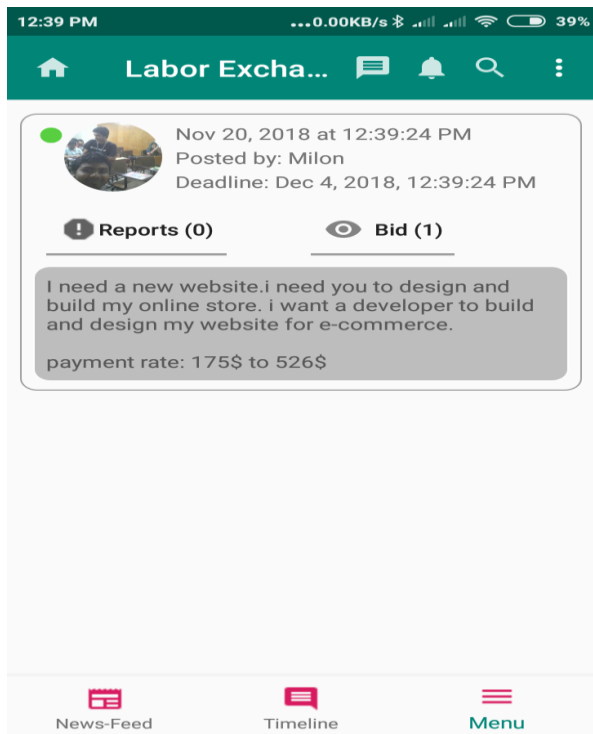 12:39 PM ...0.00KB/s 39%
Labor Excha...
Nov 20, 2018 at 12:39:24 PM
Posted by: Milon
Deadline: Dec 4, 2018, 12:39:24 PM
Reports (0) Bid (1)
I need a new website.i need you to design and
build my online store. i want a developer to build
and design my website for e-commerce.
payment rate: 175$ to 526$
News-Feed Timeline Menu